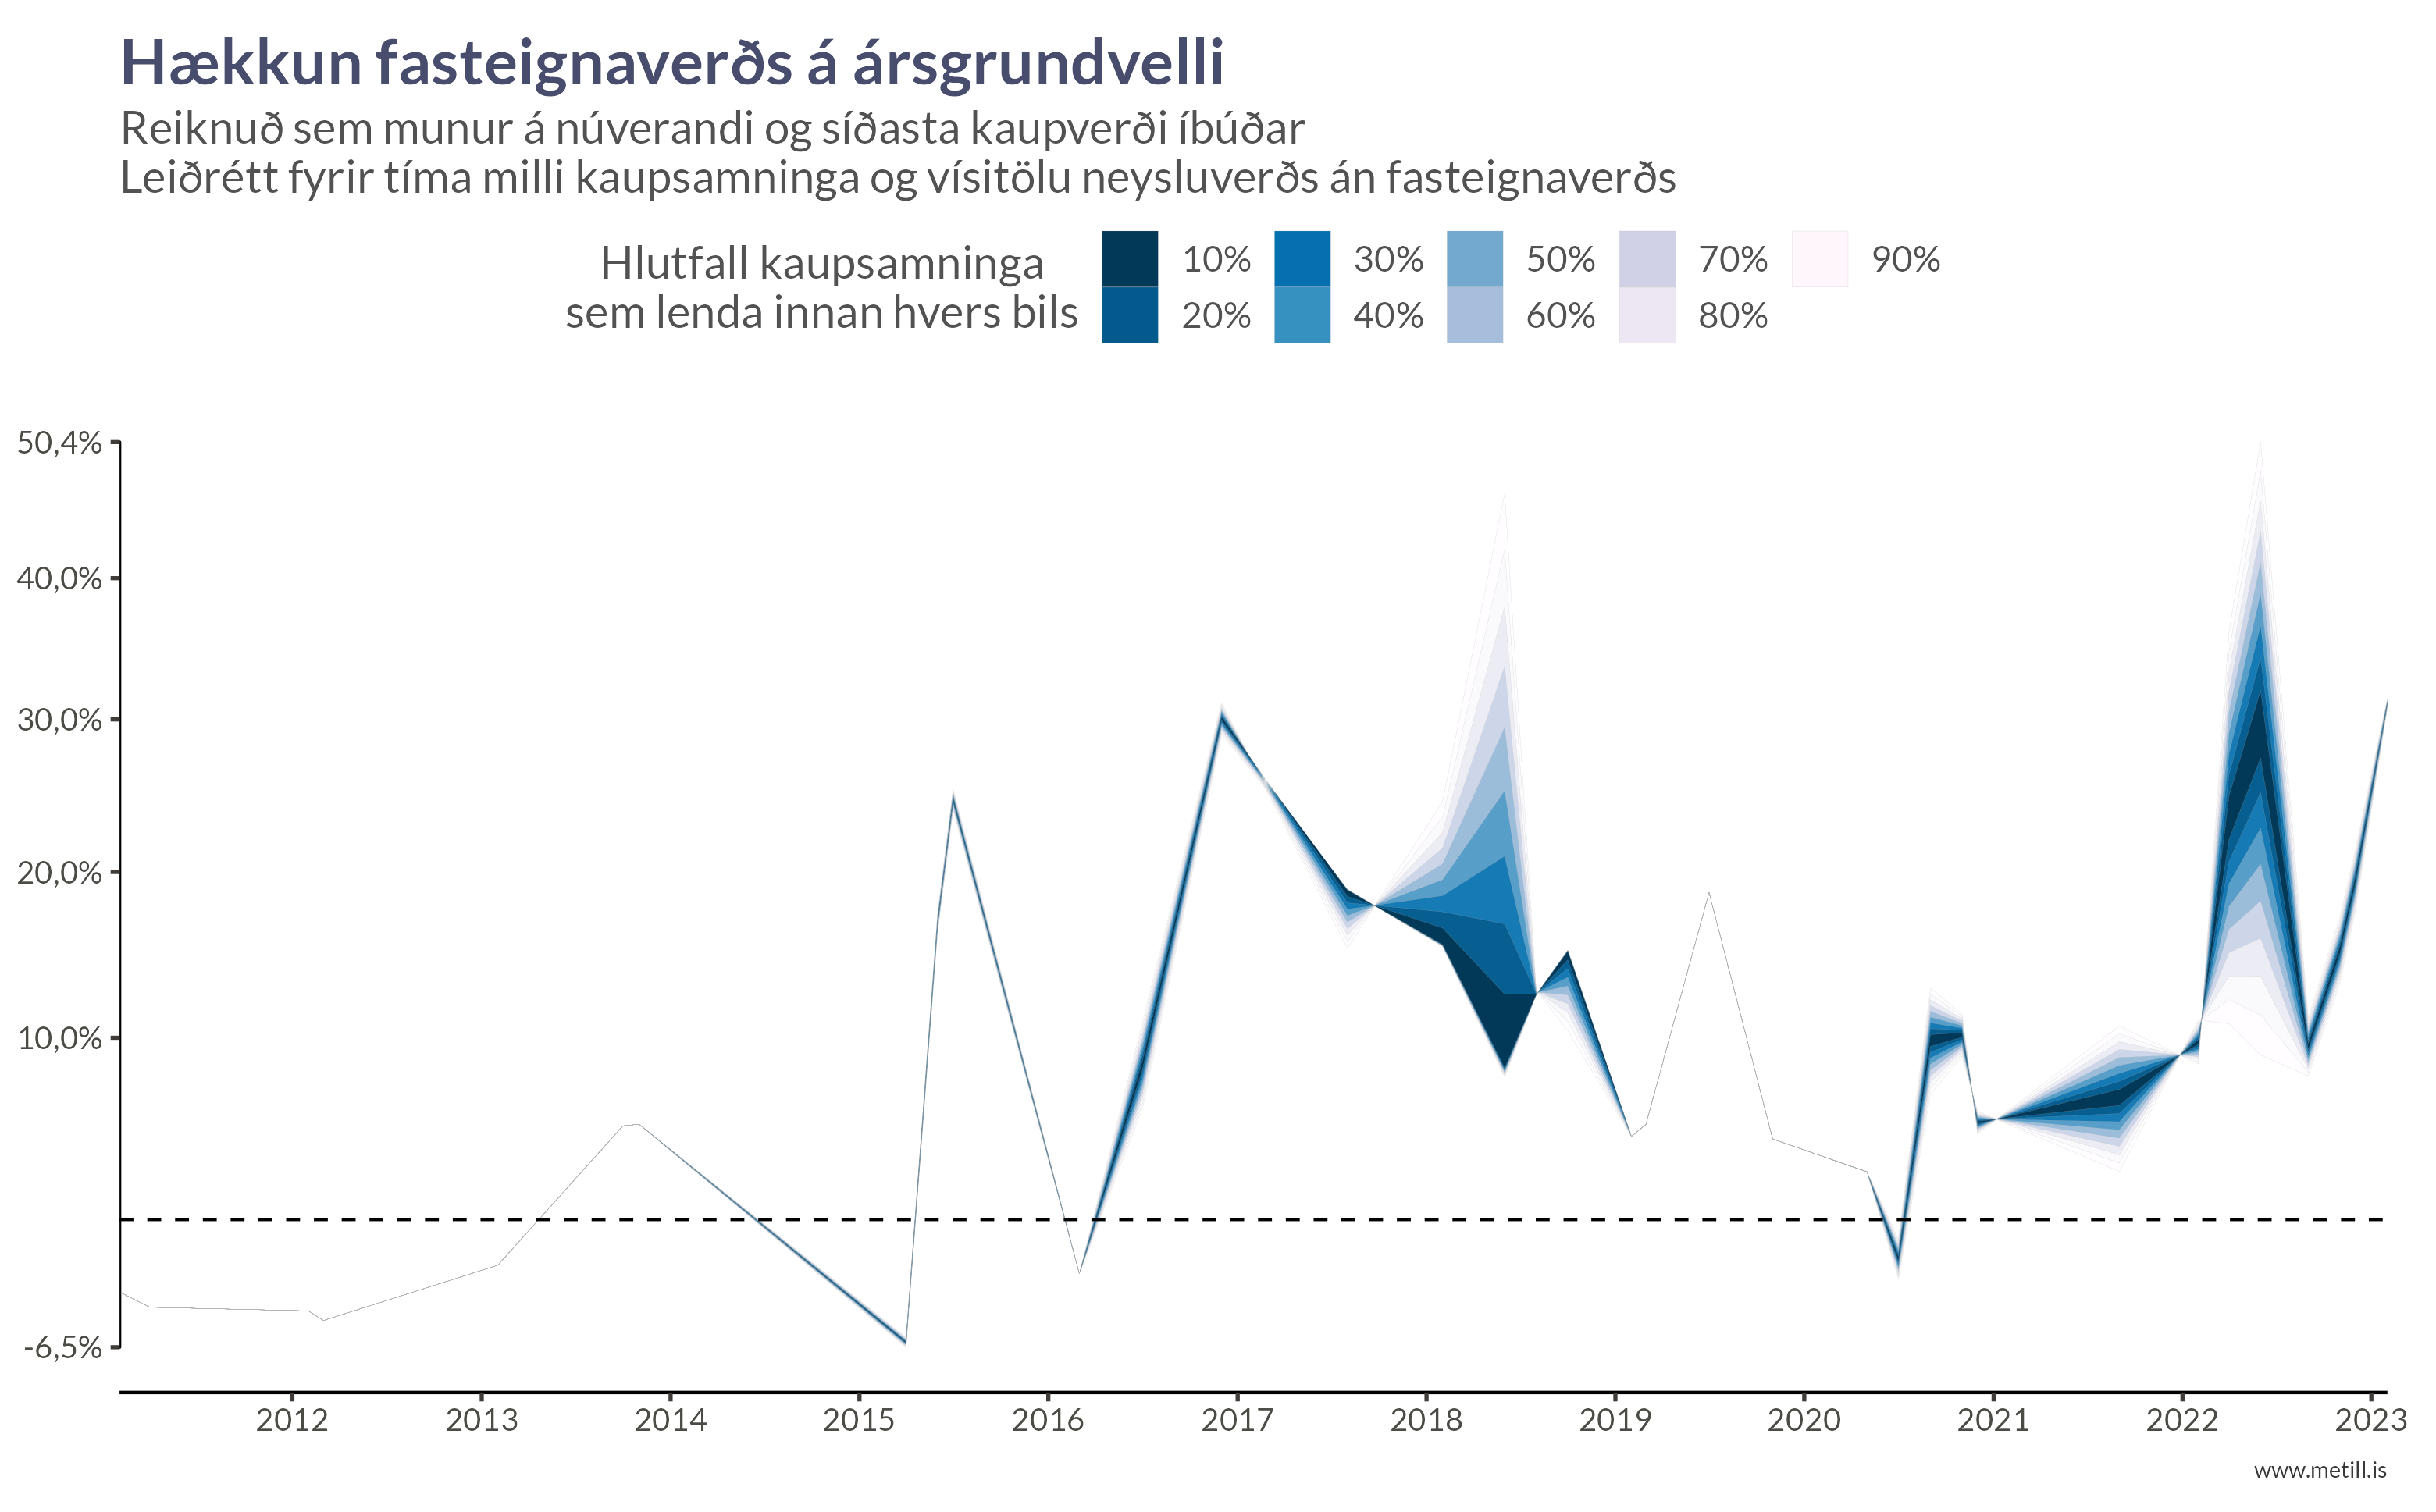 Hækkun fasteignaverðs á ársgrundvelli
Reiknuð sem munur á núverandi og síðasta kaupverði íbúðar
Leiðrétt fyrir tíma milli kaupsamninga og vísitölu neysluverðs án fasteignaverðs
Hlutfall kaupsamninga
sem lenda innan hvers bils
10% 30% 50% 70% 90%
20% 40% 60% 80%
50,4%
40,0%
30,0%
20,0%
10,0%
-6,5%
2012 2013 2014 2015 2016 2017 2018 2019 2020 2021 2022 2023
www.metill.is